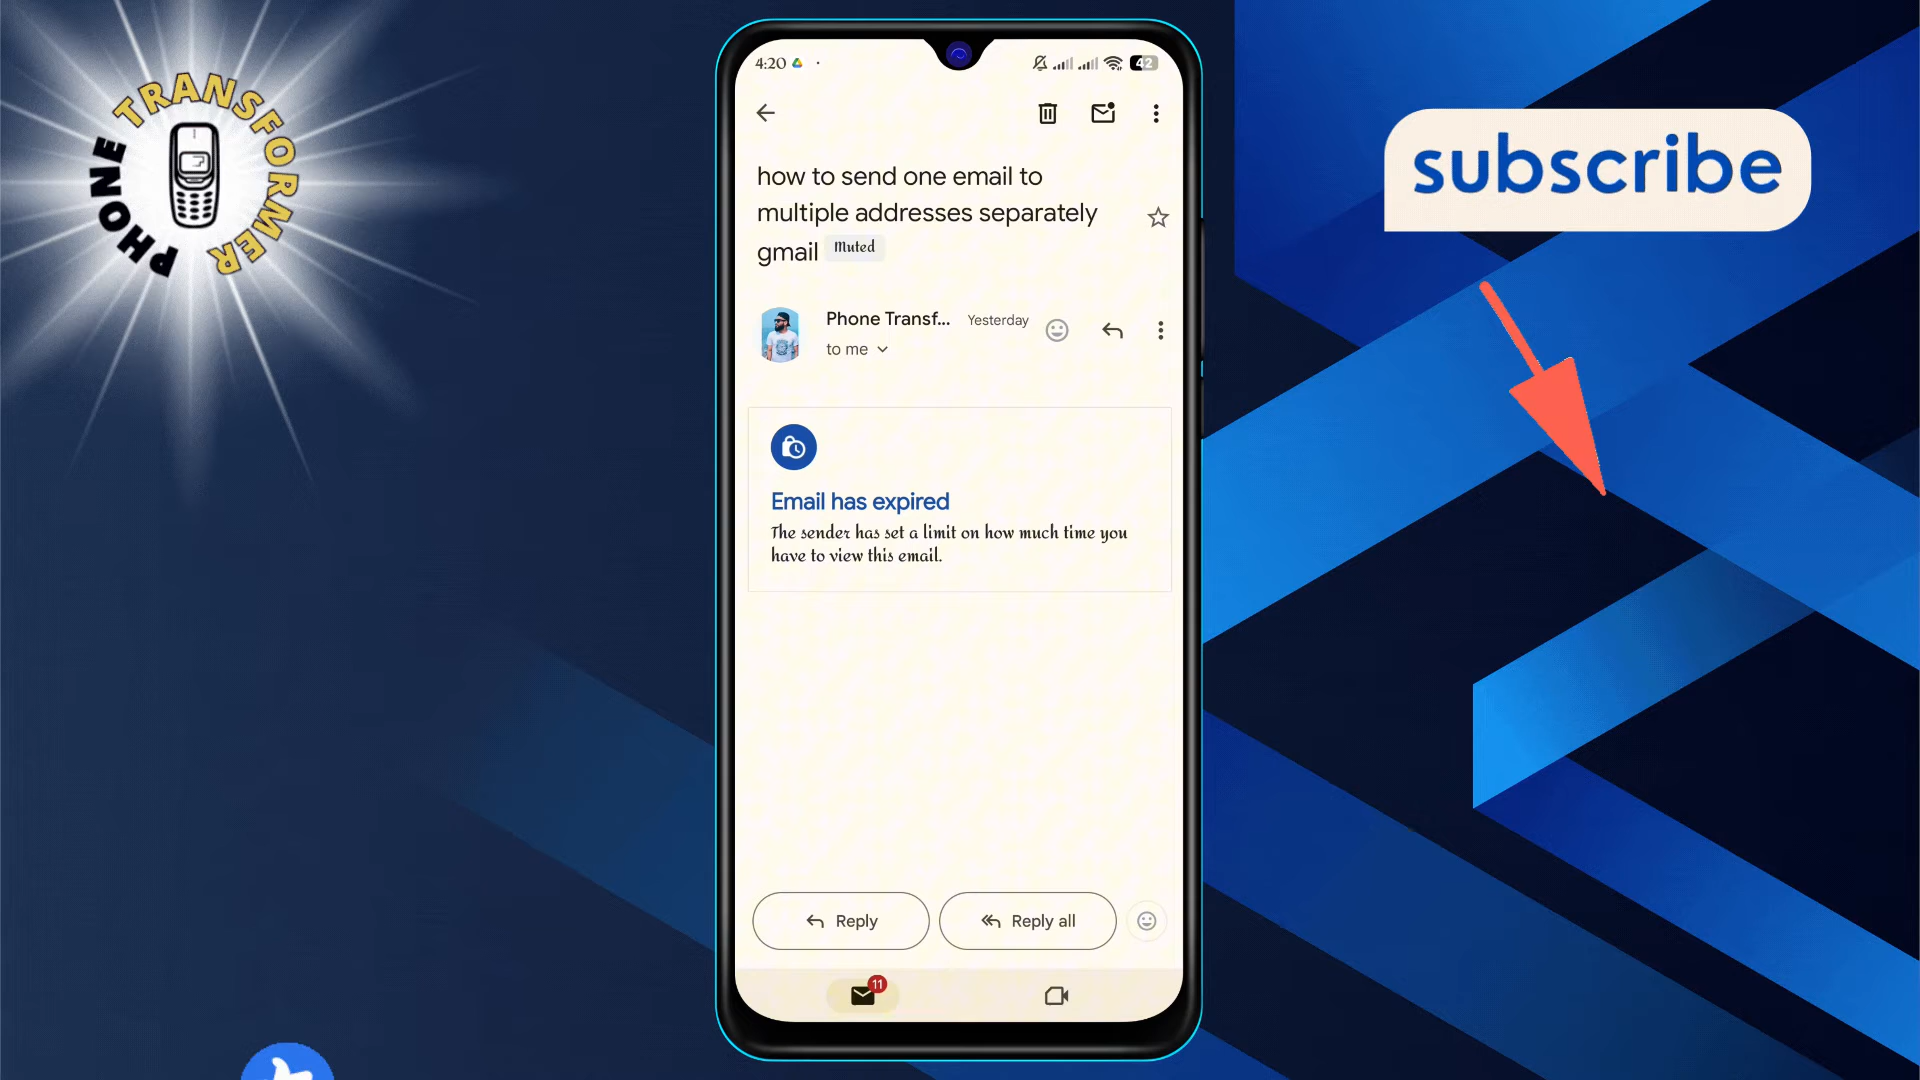 PHONE TRANSFORMER
subscribe
4:20
42
how to send one email to
multiple addresses separately
gmail Muted
Phone Transf... Yesterday
to me
Email has expired
The sender has set a limit on how much time you
have to view this email.
Reply
Reply all
11